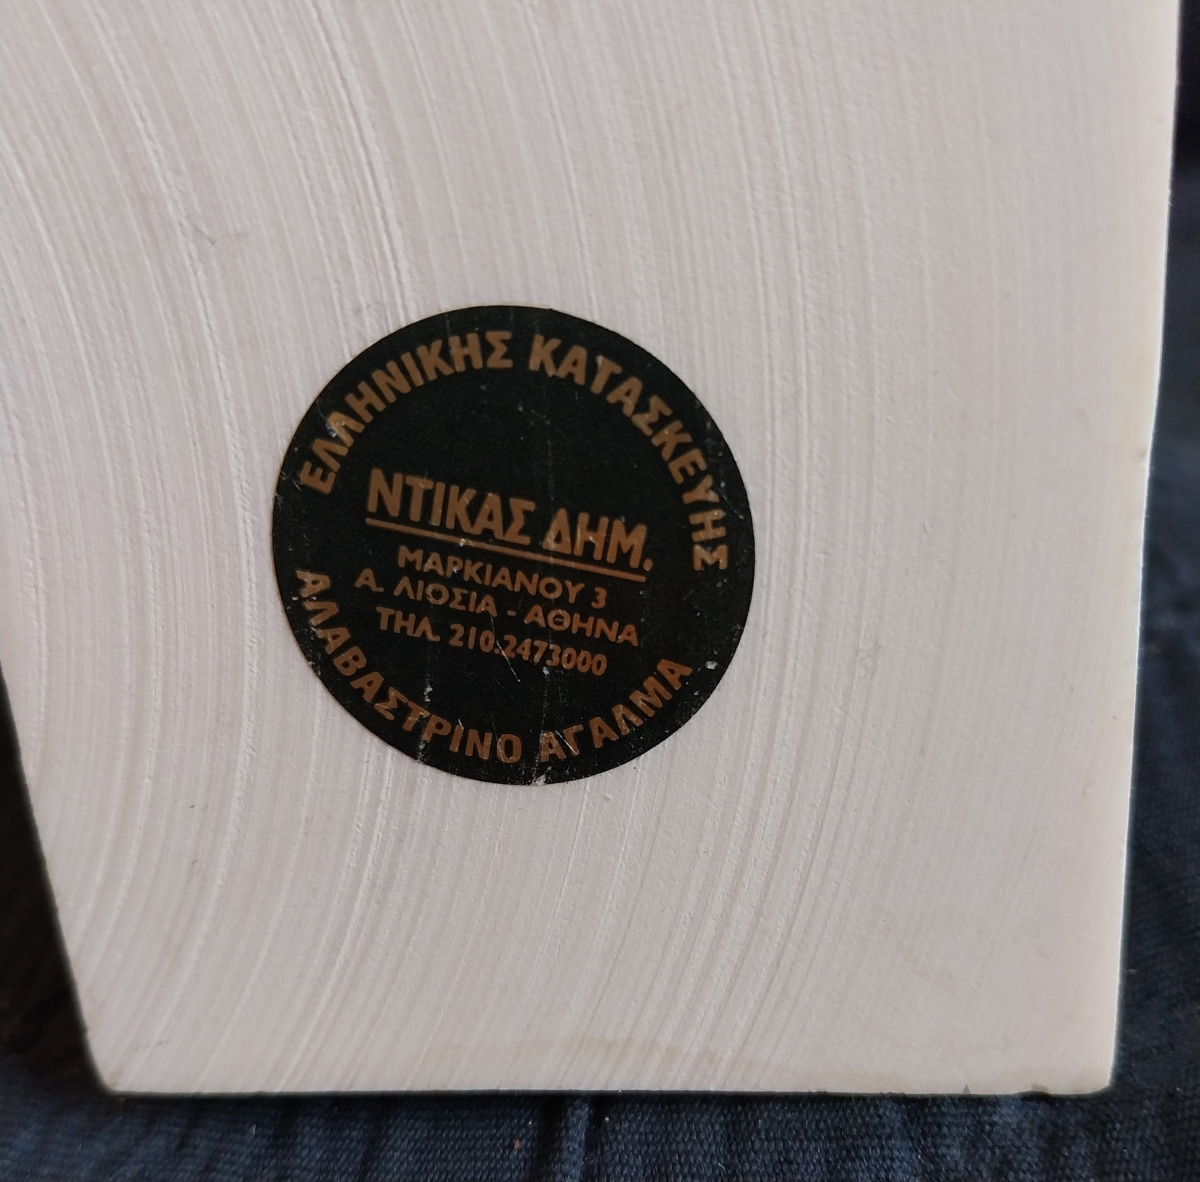 ΕΛΛΗΝΙΚΗΣ ΚΑΤΑΣΚΕΥΗΣ
ΝΤΙΚΑΣ ΔΗΜ.
ΜΑΡΚΙΑΝΟΥ 3
Α. ΛΙΟΣΙΑ - ΑΘΗΝΑ
ΤΗΛ. 210.2473000
ΑΛΑΒΑΣΤΡΙΝΟ ΑΓΑΛΜΑ